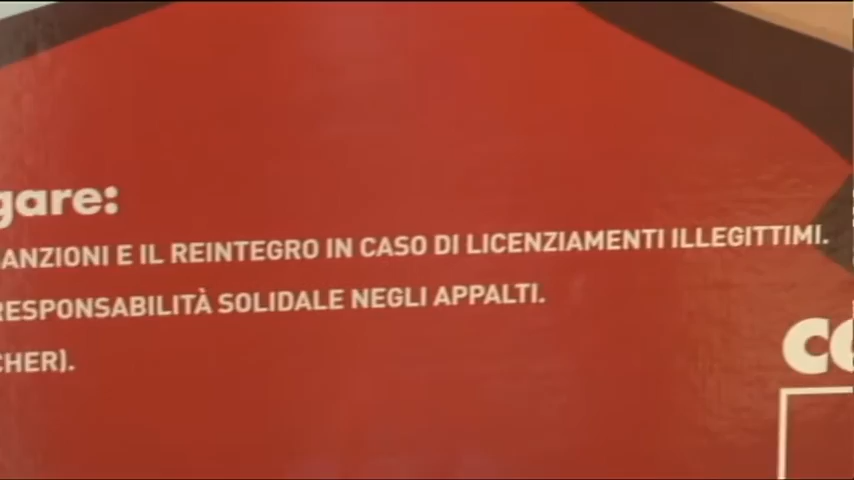 gare:
ANZIONI E IL REINTEGRO IN CASO DI LICENZIAMENTI ILLEGITTIMI.
RESPONSABILITÀ SOLIDALE NEGLI APPALTI.
CHER).
CO